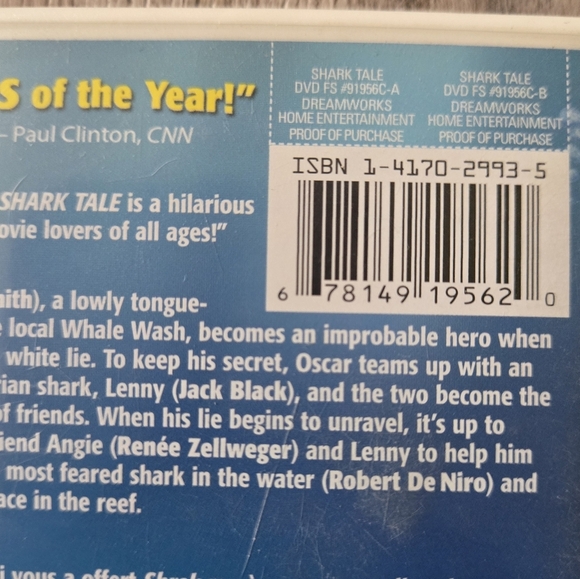 S of the Year!”
– Paul Clinton, CNN
SHARK TALE
DVD FS #91956C-A
DREAMWORKS
HOME ENTERTAINMENT
PROOF OF PURCHASE
SHARK TALE
DVD FS #91956C-B
DREAMWORKS
HOME ENTERTAINMENT
PROOF OF PURCHASE
ISBN 1-4170-2993-5
6 78149 19562 0
SHARK TALE is a hilarious
ovie lovers of all ages!”
nith), a lowly tongue-
e local Whale Wash, becomes an improbable hero when
white lie. To keep his secret, Oscar teams up with an
rian shark, Lenny (Jack Black), and the two become the
of friends. When his lie begins to unravel, it’s up to
iend Angie (Renée Zellweger) and Lenny to help him
most feared shark in the water (Robert De Niro) and
ace in the reef.
i vous a offert